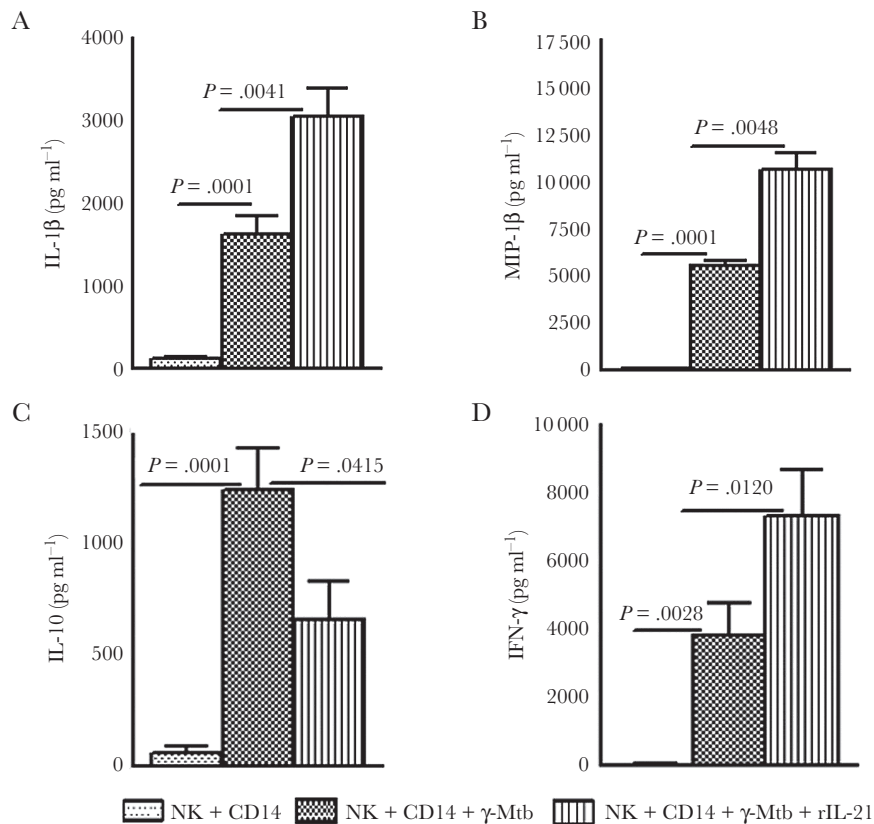 A
4000
3000
2000
1000
0
IL-1β (pg ml⁻¹)
P = .0041
P = .0001
B
17 500
15 000
12 500
10 000
7500
5000
2500
0
MIP-1β (pg ml⁻¹)
P = .0048
P = .0001
C
1500
1000
500
0
IL-10 (pg ml⁻¹)
P = .0001
P = .0415
D
10 000
8000
6000
4000
2000
0
IFN-γ (pg ml⁻¹)
P = .0120
P = .0028
NK + CD14 NK + CD14 + γ-Mtb NK + CD14 + γ-Mtb + rIL-21